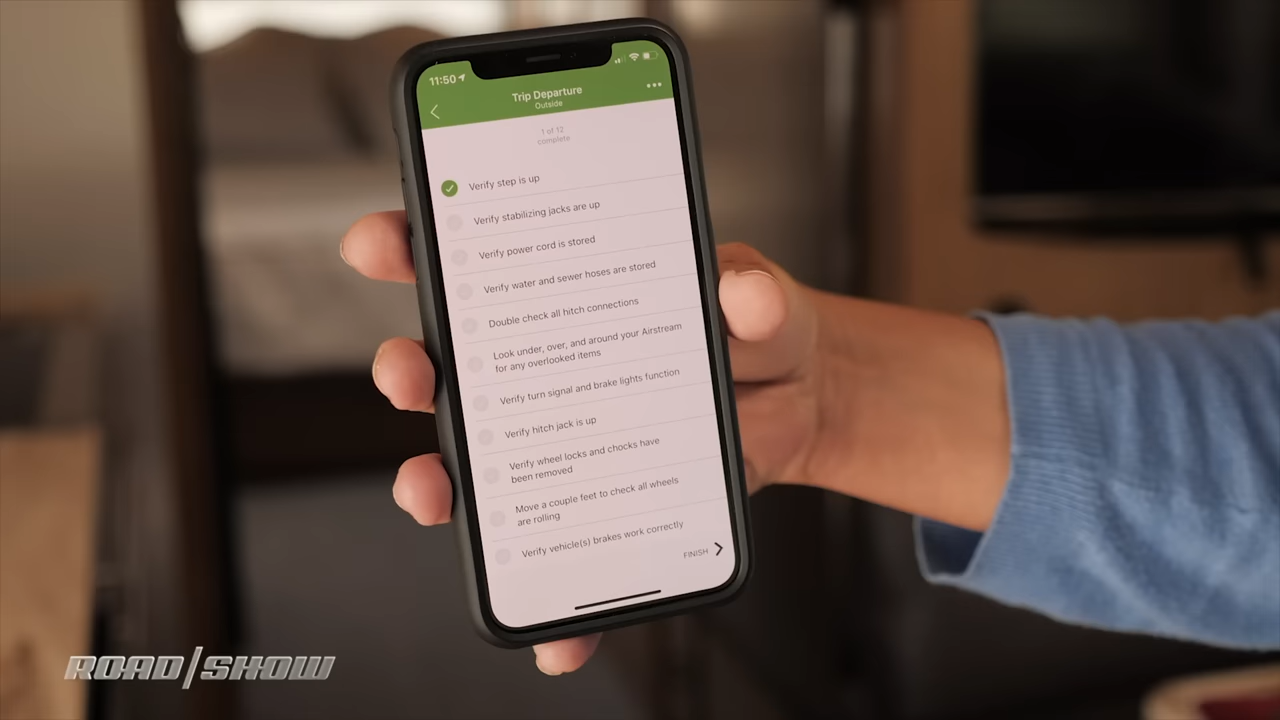 11:50
Trip Departure
Outside
1 of 12
complete
Verify step is up
Verify stabilizing jacks are up
Verify power cord is stored
Verify water and sewer hoses are stored
Double check all hitch connections
Look under, over, and around your Airstream
for any overlooked items
Verify turn signal and brake lights function
Verify hitch jack is up
Verify wheel locks and chocks have
been removed
Move a couple feet to check all wheels
are rolling
Verify vehicle(s) brakes work correctly
FINISH
ROAD/SHOW